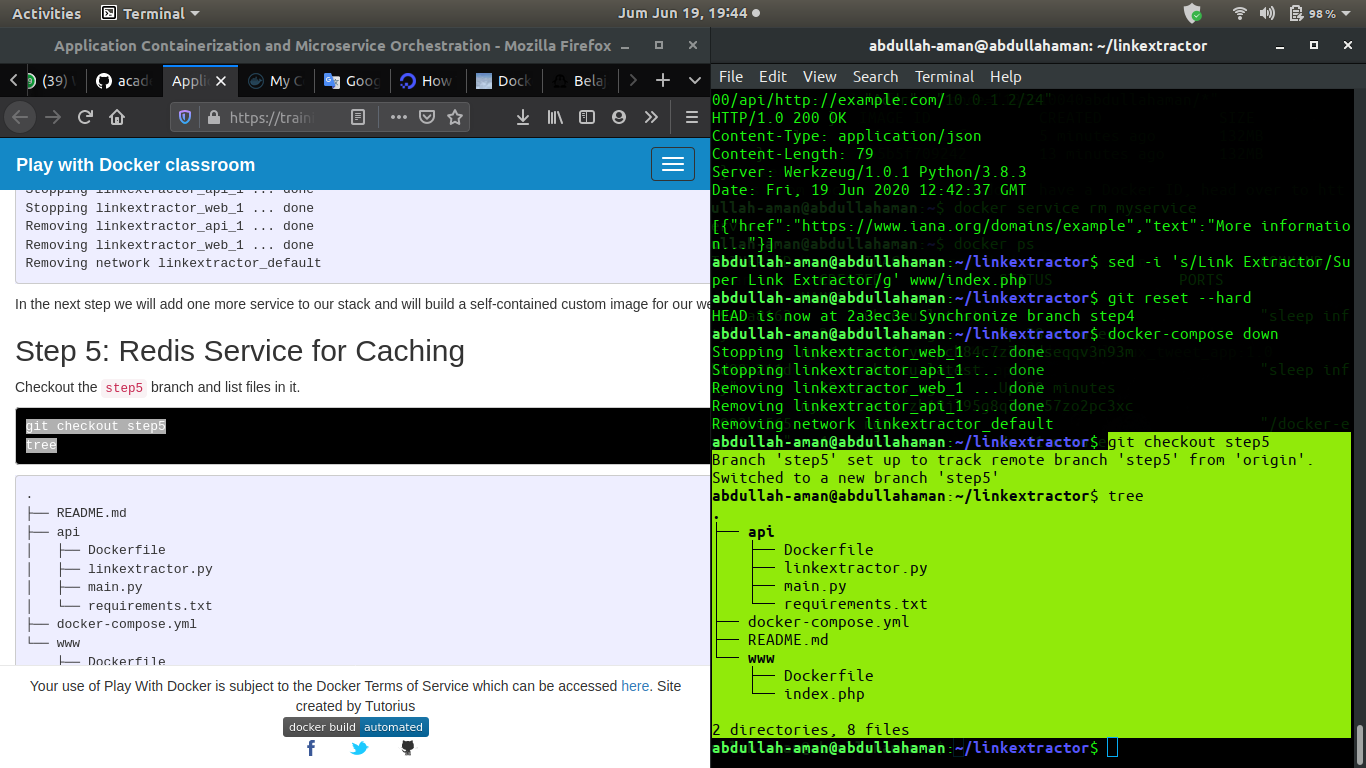 Activities Terminal Jum Jun 19, 19:44 98 %
Application Containerization and Microservice Orchestration - Mozilla Firefox
(39) acade Applic My C Goog How Dock Belaj
https://traini
Play with Docker classroom
Stopping linkextractor_api_1 ... done
Stopping linkextractor_web_1 ... done
Removing linkextractor_api_1 ... done
Removing linkextractor_web_1 ... done
Removing network linkextractor_default
In the next step we will add one more service to our stack and will build a self-contained custom image for our we
Step 5: Redis Service for Caching
Checkout the step5 branch and list files in it.
git checkout step5
tree
.
├── README.md
├── api
│   ├── Dockerfile
│   ├── linkextractor.py
│   ├── main.py
│   └── requirements.txt
├── docker-compose.yml
└── www
    ├── Dockerfile
Your use of Play With Docker is subject to the Docker Terms of Service which can be accessed here. Site
created by Tutorius
docker build automated
abdullah-aman@abdullahaman: ~/linkextractor
File Edit View Search Terminal Help
00/api/http://example.com/
HTTP/1.0 200 OK
Content-Type: application/json
Content-Length: 79
Server: Werkzeug/1.0.1 Python/3.8.3
Date: Fri, 19 Jun 2020 12:42:37 GMT
[{"href":"https://www.iana.org/domains/example","text":"More informatio
n..."}]
abdullah-aman@abdullahaman:~/linkextractor$ sed -i 's/Link Extractor/Su
per Link Extractor/g' www/index.php
abdullah-aman@abdullahaman:~/linkextractor$ git reset --hard
HEAD is now at 2a3ec3e Synchronize branch step4
abdullah-aman@abdullahaman:~/linkextractor$ docker-compose down
Stopping linkextractor_web_1 ... done
Stopping linkextractor_api_1 ... done
Removing linkextractor_web_1 ... done
Removing linkextractor_api_1 ... done
Removing network linkextractor_default
abdullah-aman@abdullahaman:~/linkextractor$ git checkout step5
Branch 'step5' set up to track remote branch 'step5' from 'origin'.
Switched to a new branch 'step5'
abdullah-aman@abdullahaman:~/linkextractor$ tree
.
├── api
│   ├── Dockerfile
│   ├── linkextractor.py
│   ├── main.py
│   └── requirements.txt
├── docker-compose.yml
├── README.md
└── www
    ├── Dockerfile
    └── index.php
2 directories, 8 files
abdullah-aman@abdullahaman:~/linkextractor$